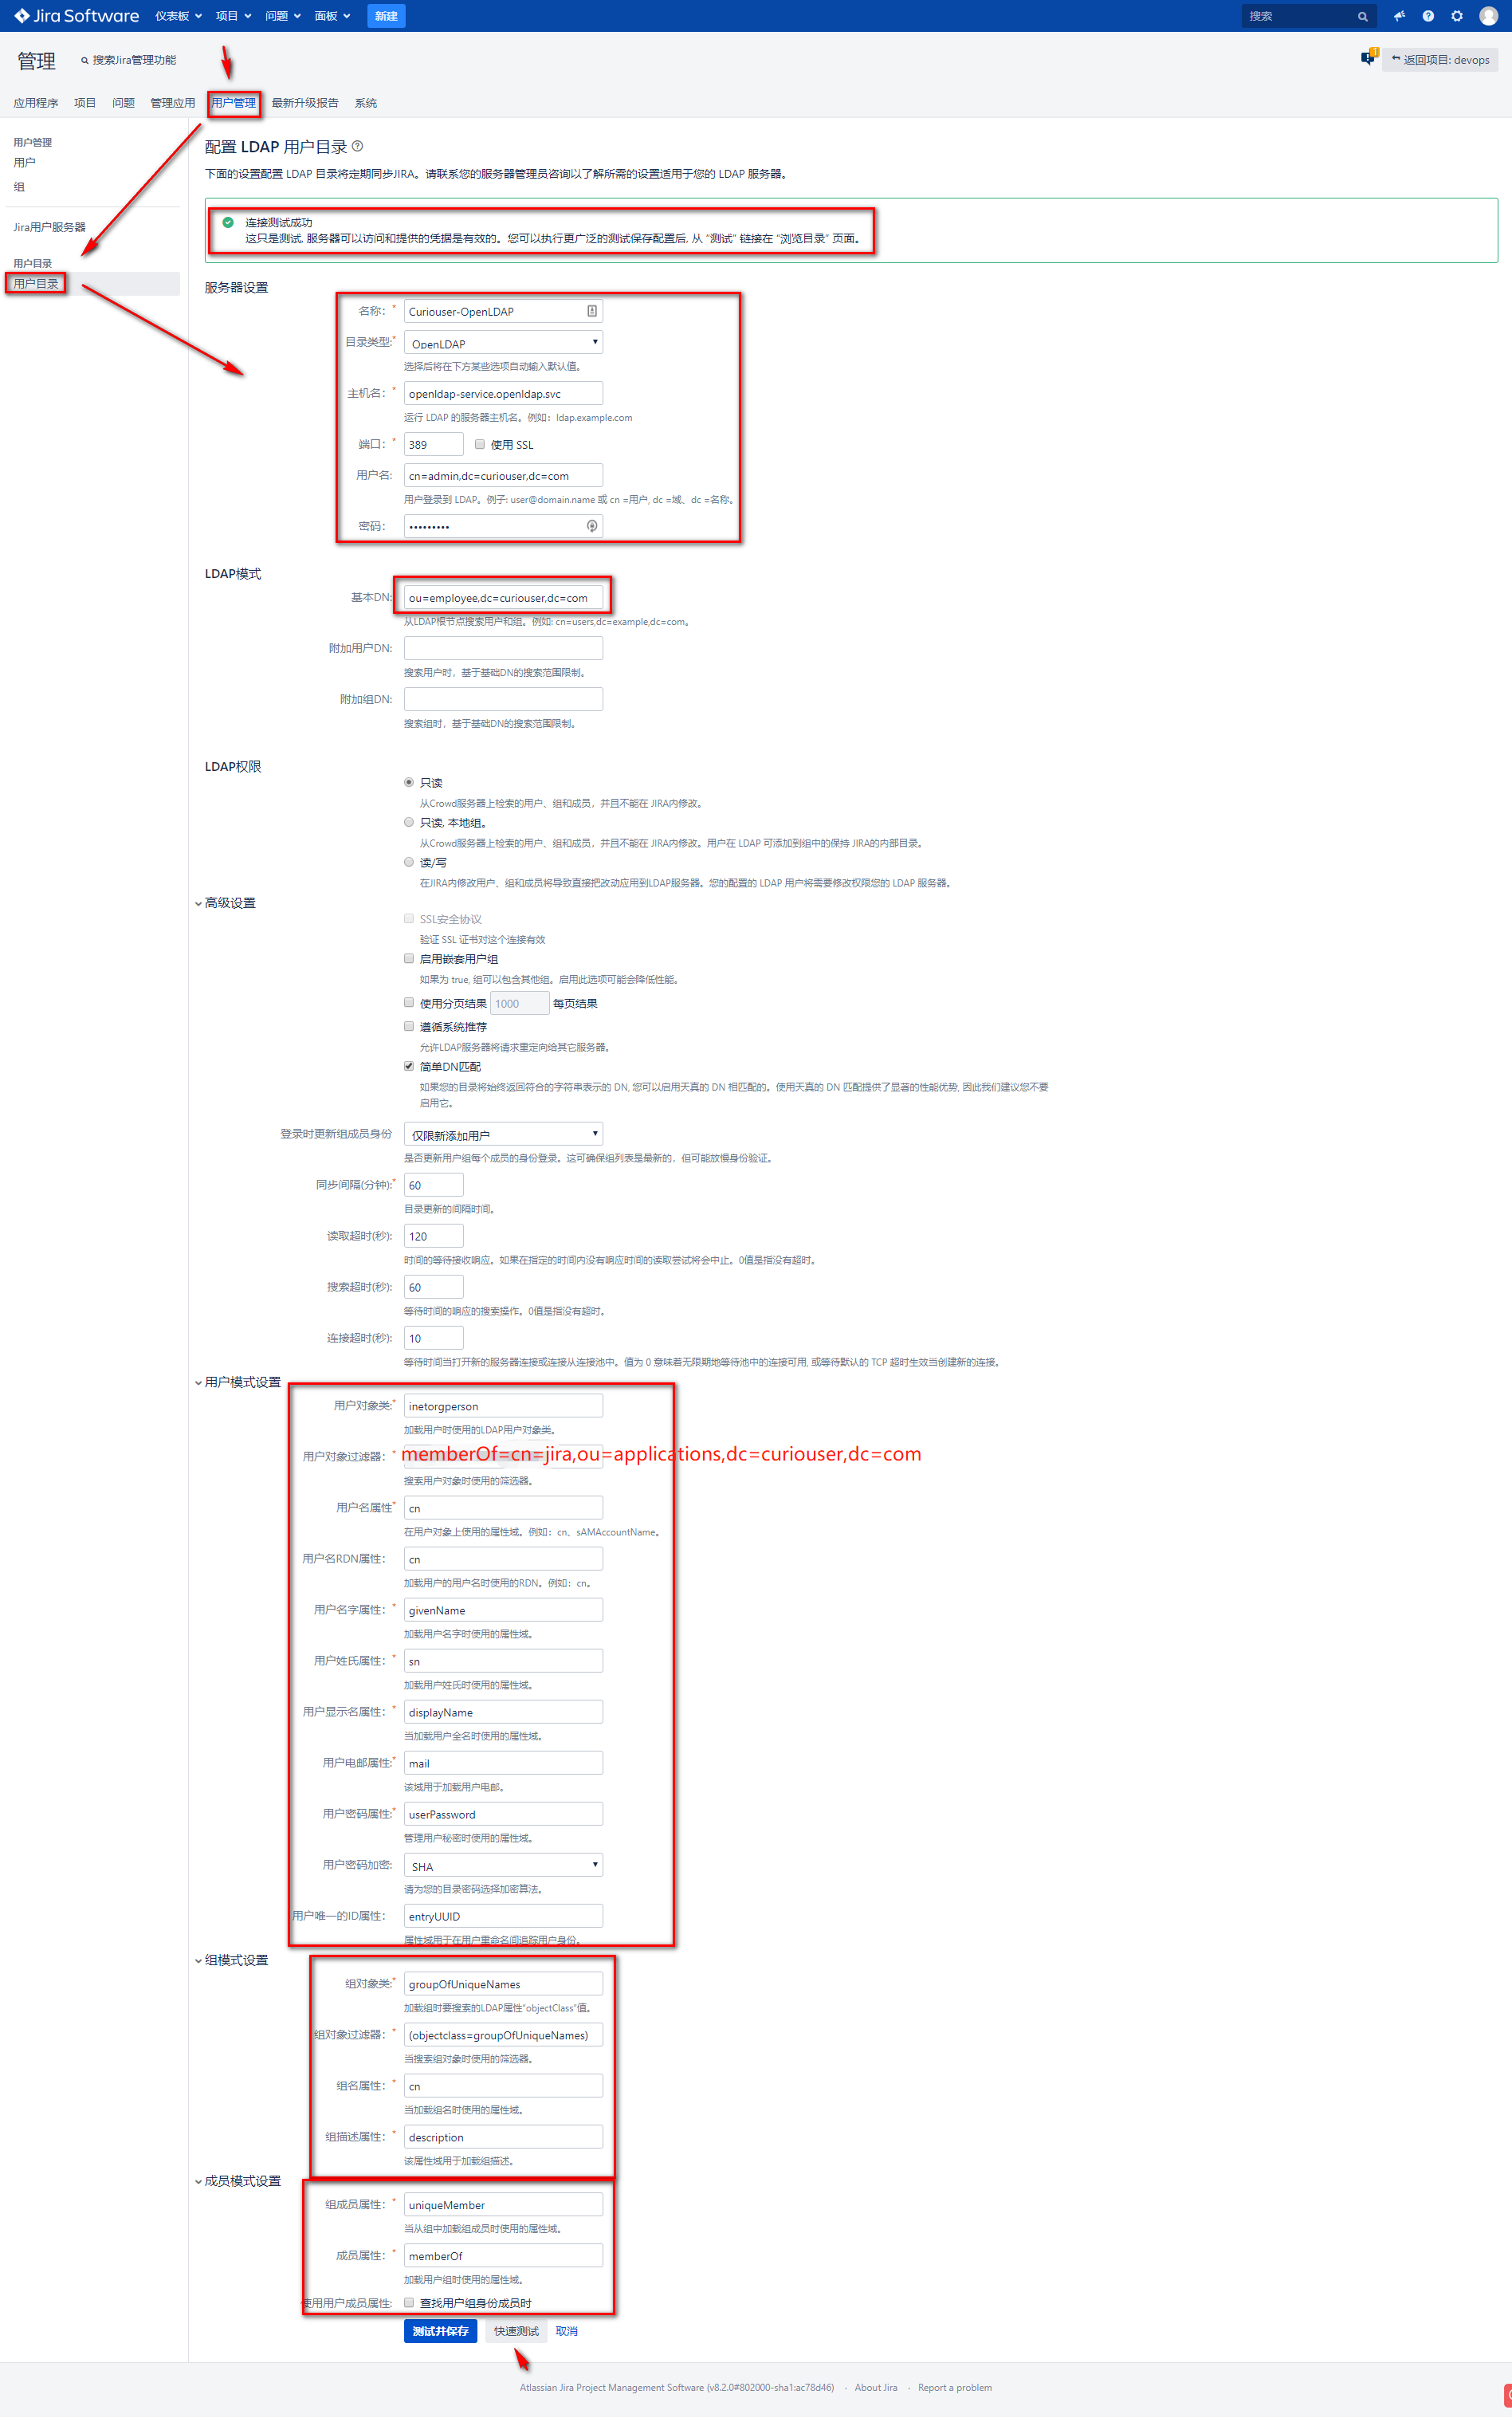 Jira Software 仪表板 项目 问题 面板 新建 搜索
管理 搜索Jira管理功能 返回项目: devops
应用程序 项目 问题 管理应用 用户管理 最新升级报告 系统
用户管理
用户
组
Jira用户服务器
用户目录
用户目录
配置 LDAP 用户目录
下面的设置配置 LDAP 目录将定期同步JIRA。请联系您的服务器管理员咨询以了解所需的设置适用于您的 LDAP 服务器。
连接测试成功
这只是测试, 服务器可以访问和提供的凭据是有效的。您可以执行更广泛的测试保存配置后, 从 “测试” 链接在 “浏览目录” 页面。
服务器设置
名称：* Curiouser-OpenLDAP
目录类型:* OpenLDAP
选择后将在下方某些选项自动输入默认值。
主机名：* openldap-service.openldap.svc
运行 LDAP 的服务器主机名。例如：ldap.example.com
端口：* 389 使用 SSL
用户名: cn=admin,dc=curiouser,dc=com
用户登录到 LDAP。例子: user@domain.name 或 cn =用户, dc =域、dc =名称。
密码： •••••••••
LDAP模式
基本DN: ou=employee,dc=curiouser,dc=com
从LDAP根节点搜索用户和组。例如: cn=users,dc=example,dc=com。
附加用户DN:
搜索用户时，基于基础DN的搜索范围限制。
附加组DN:
搜索组时，基于基础DN的搜索范围限制。
LDAP权限
只读
从Crowd服务器上检索的用户、组和成员，并且不能在 JIRA内修改。
只读, 本地组。
从Crowd服务器上检索的用户、组和成员，并且不能在 JIRA内修改。用户在 LDAP 可添加到组中的保持 JIRA的内部目录。
读/写
在JIRA内修改用户、组和成员将导致直接把改动应用到LDAP服务器。您的配置的 LDAP 用户将需要修改权限您的 LDAP 服务器。
高级设置
SSL安全协议
验证 SSL 证书对这个连接有效
启用嵌套用户组
如果为 true, 组可以包含其他组。启用此选项可能会降低性能。
使用分页结果 1000 每页结果
遵循系统推荐
允许LDAP服务器将请求重定向给其它服务器。
简单DN匹配
如果您的目录将始终返回符合的字符串表示的 DN, 您可以启用天真的 DN 相匹配的。使用天真的 DN 匹配提供了显著的性能优势, 因此我们建议您不要
启用它。
登录时更新组成员身份 仅限新添加用户
是否更新用户组每个成员的身份登录。这可确保组列表是最新的，但可能放慢身份验证。
同步间隔(分钟):* 60
目录更新的间隔时间。
读取超时(秒): 120
时间的等待接收响应。如果在指定的时间内没有响应时间的读取尝试将会中止。0值是指没有超时。
搜索超时(秒): 60
等待时间的响应的搜索操作。0值是指没有超时。
连接超时(秒): 10
等待时间当打开新的服务器连接或连接从连接池中。值为 0 意味着无限期地等待池中的连接可用, 或等待默认的 TCP 超时生效当创建新的连接。
用户模式设置
用户对象类:* inetorgperson
加载用户时使用的LDAP用户对象类。
用户对象过滤器：* memberOf=cn=jira,ou=applications,dc=curiouser,dc=com
搜索用户对象时使用的筛选器。
用户名属性* cn
在用户对象上使用的属性域。例如：cn、sAMAccountName。
用户名RDN属性： cn
加载用户的用户名时使用的RDN。例如：cn。
用户名字属性：* givenName
加载用户名字时使用的属性域。
用户姓氏属性：* sn
加载用户姓氏时使用的属性域。
用户显示名属性：* displayName
当加载用户全名时使用的属性域。
用户电邮属性:* mail
该域用于加载用户电邮。
用户密码属性:* userPassword
管理用户秘密时使用的属性域。
用户密码加密: SHA
请为您的目录密码选择加密算法。
用户唯一的ID属性： entryUUID
属性域用于在用户重命名间追踪用户身份。
组模式设置
组对象类:* groupOfUniqueNames
加载组时要搜索的LDAP属性"objectClass"值。
组对象过滤器：* (objectclass=groupOfUniqueNames)
当搜索组对象时使用的筛选器。
组名属性：* cn
当加载组名时使用的属性域。
组描述属性：* description
该属性域用于加载组描述。
成员模式设置
组成员属性：* uniqueMember
当从组中加载组成员时使用的属性域。
成员属性：* memberOf
加载用户组时使用的属性域。
使用用户成员属性: 查找用户组身份成员时
测试并保存 快速测试 取消
Atlassian Jira Project Management Software (v8.2.0#802000-sha1:ac78d46) · About Jira · Report a problem